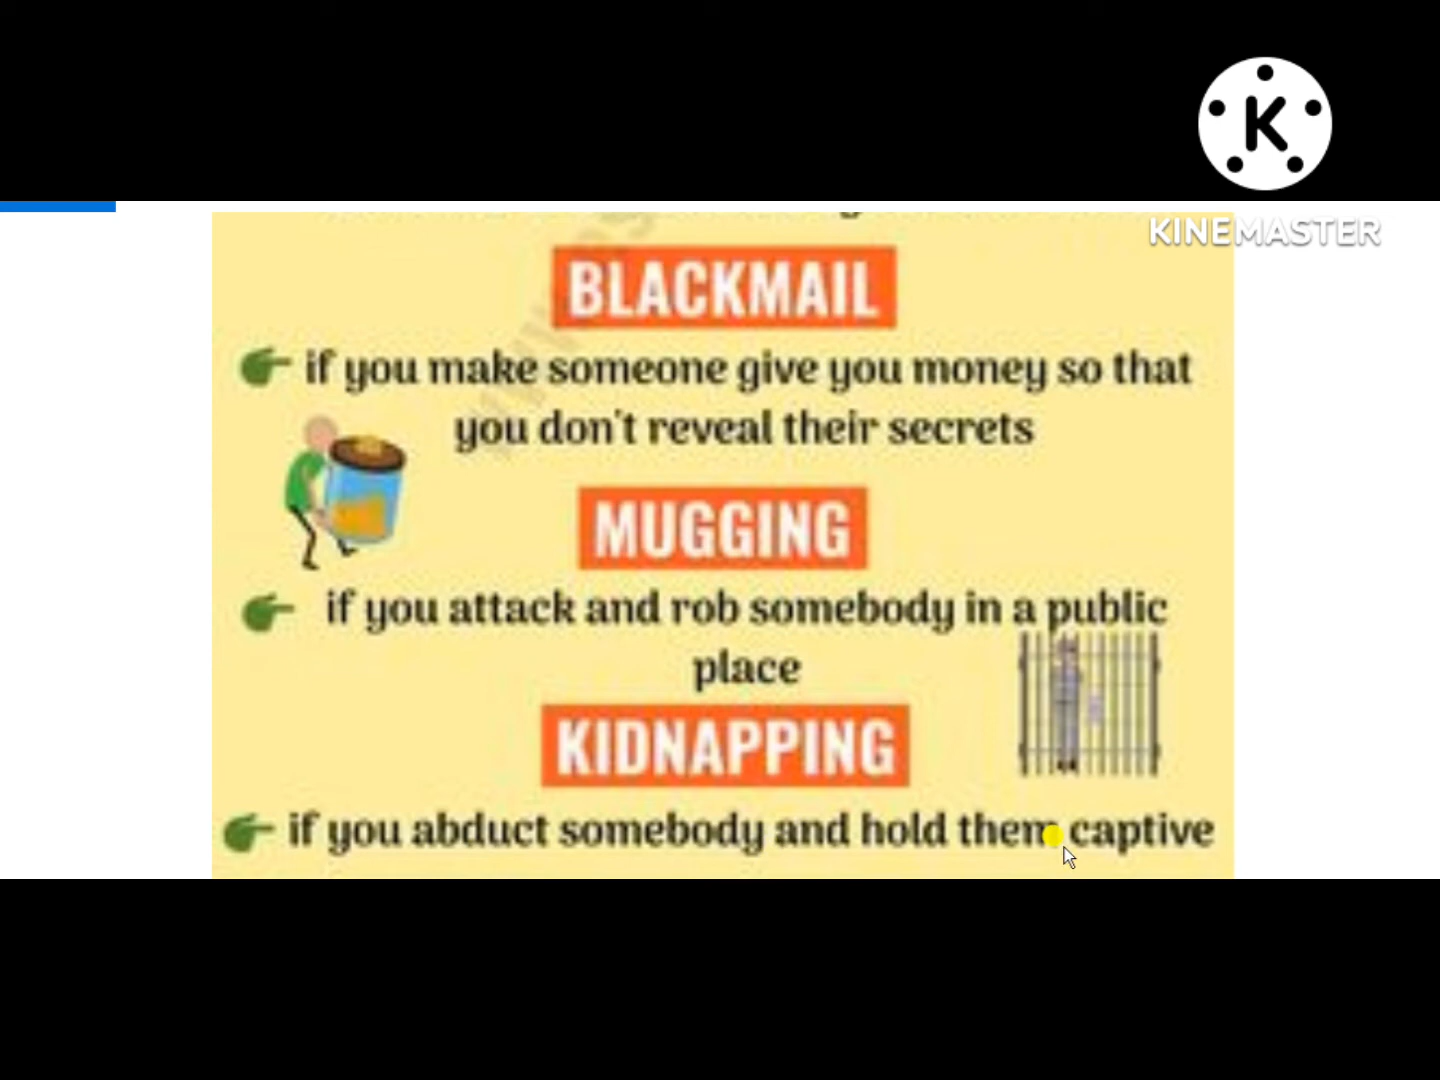 K
KINEMASTER
BLACKMAIL
if you make someone give you money so that
you don't reveal their secrets
MUGGING
if you attack and rob somebody in a public
place
KIDNAPPING
if you abduct somebody and hold them captive